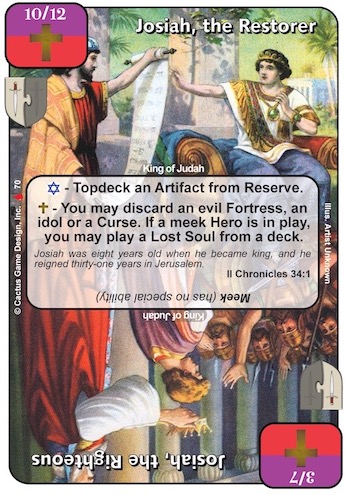 10/12
Josiah, the Restorer
King of Judah
✡ - Topdeck an Artifact from Reserve.
✝ - You may discard an evil Fortress, an
idol or a Curse. If a meek Hero is in play,
you may play a Lost Soul from a deck.
Josiah was eight years old when he became king, and he
reigned thirty-one years in Jerusalem.
II Chronicles 34:1
© Cactus Game Design, Inc. 70
Illus. Artist Unknown
Meek (has no special ability)
King of Judah
Josiah, the Righteous
3/7